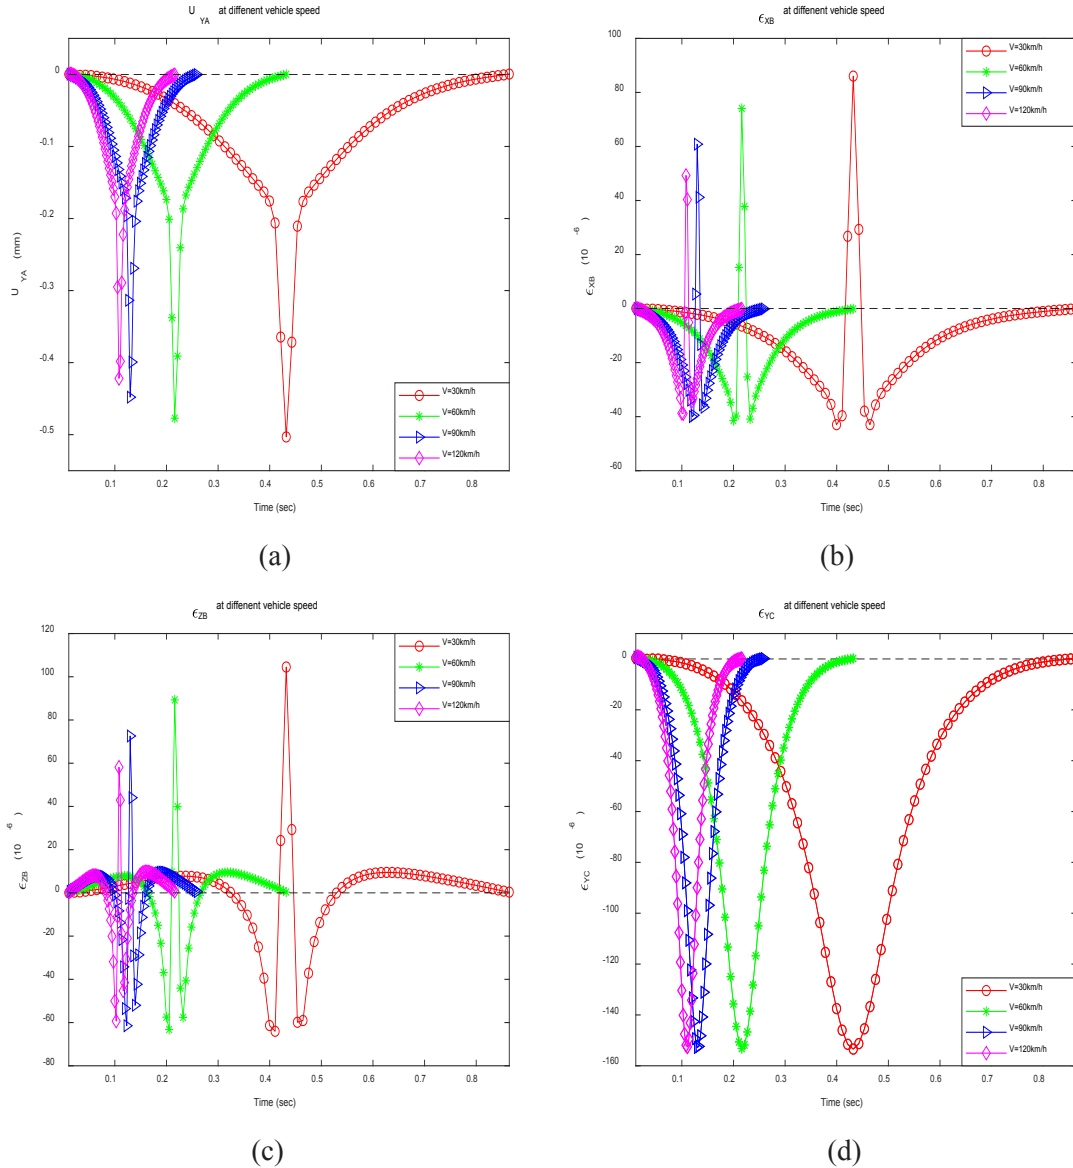 U YA at diffenent vehicle speed
0
-0.1
-0.2
-0.3
-0.4
-0.5
U YA (mm)
0.1 0.2 0.3 0.4 0.5 0.6 0.7 0.8
Time (sec)
V=30km/h
V=60km/h
V=90km/h
V=120km/h
(a)
ϵXB at diffenent vehicle speed
100
80
60
40
20
0
-20
-40
-60
ϵXB (10 -6)
0.1 0.2 0.3 0.4 0.5 0.6 0.7 0.8
Time (sec)
V=30km/h
V=60km/h
V=90km/h
V=120km/h
(b)
ϵZB at diffenent vehicle speed
120
100
80
60
40
20
0
-20
-40
-60
-80
ϵZB (10 -6)
0.1 0.2 0.3 0.4 0.5 0.6 0.7 0.8
Time (sec)
V=30km/h
V=60km/h
V=90km/h
V=120km/h
(c)
ϵYC at diffenent vehicle speed
0
-20
-40
-60
-80
-100
-120
-140
-160
ϵYC (10 -6)
0.1 0.2 0.3 0.4 0.5 0.6 0.7 0.8
Time (sec)
V=30km/h
V=60km/h
V=90km/h
V=120km/h
(d)